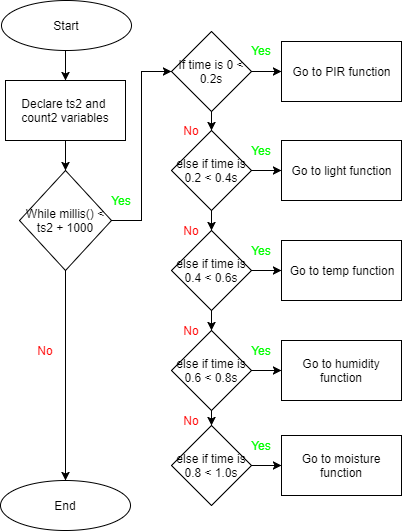 Start
Declare ts2 and
count2 variables
While millis() <
ts2 + 1000
Yes
No
End
If time is 0 <
0.2s
Yes
Go to PIR function
No
else if time is
0.2 < 0.4s
Yes
Go to light function
No
else if time is
0.4 < 0.6s
Yes
Go to temp function
No
else if time is
0.6 < 0.8s
Yes
Go to humidity
function
No
else if time is
0.8 < 1.0s
Yes
Go to moisture
function